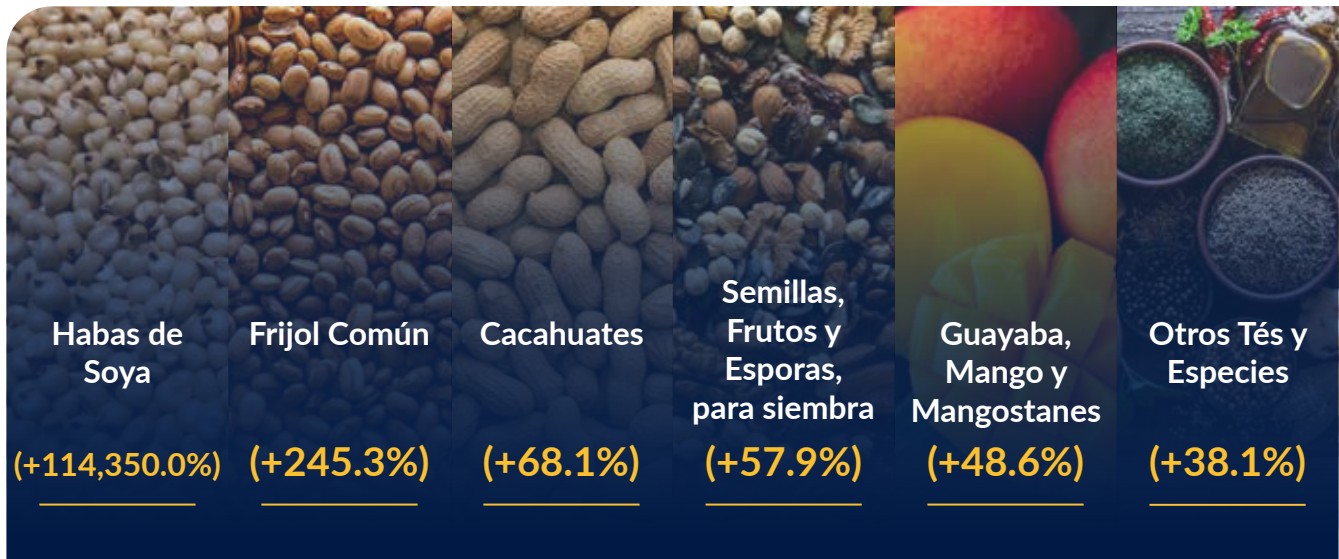 Habas de
Soya
(+114,350.0%)
Frijol Común
(+245.3%)
Cacahuates
(+68.1%)
Semillas,
Frutos y
Esporas,
para siembra
(+57.9%)
Guayaba,
Mango y
Mangostanes
(+48.6%)
Otros Tés y
Especies
(+38.1%)